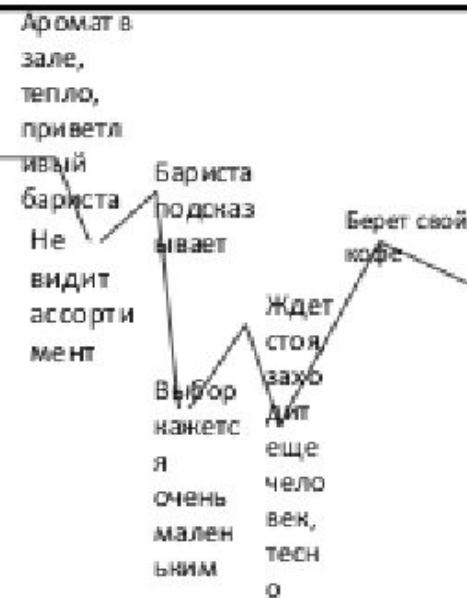 Аромат в
зале,
тепло,
приветл
ивый
бариста
Не
видит
ассорти
мент
Бариста
подсказ
ывает
Выбор
кажетс
я
очень
мален
ьким
Ждет
стоя,
захо
дит
еще
чело
век,
тесн
о
Берет свой
кофе